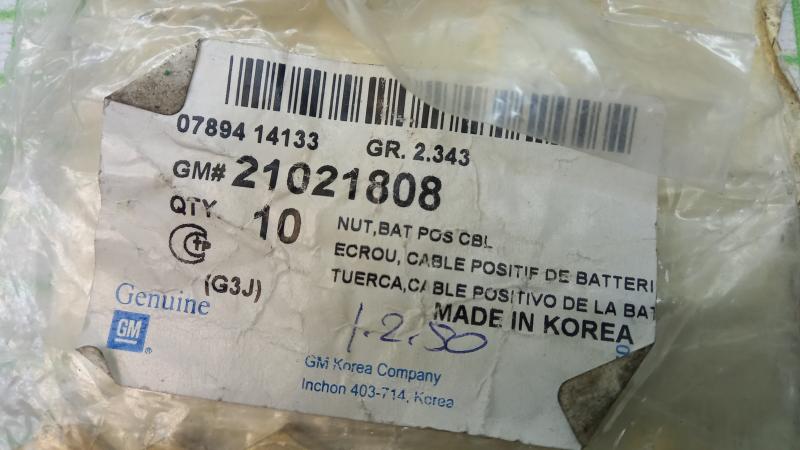 07894 14133 GR. 2.343
GM# 21021808
QTY. 10
NUT,BAT POS CBL
ECROU, CABLE POSITIF DE BATTERI
TUERCA,CABLE POSITIVO DE LA BAT
(G3J)
MADE IN KOREA
Genuine
GM
1.2.50
GM Korea Company
Inchon 403-714, Korea